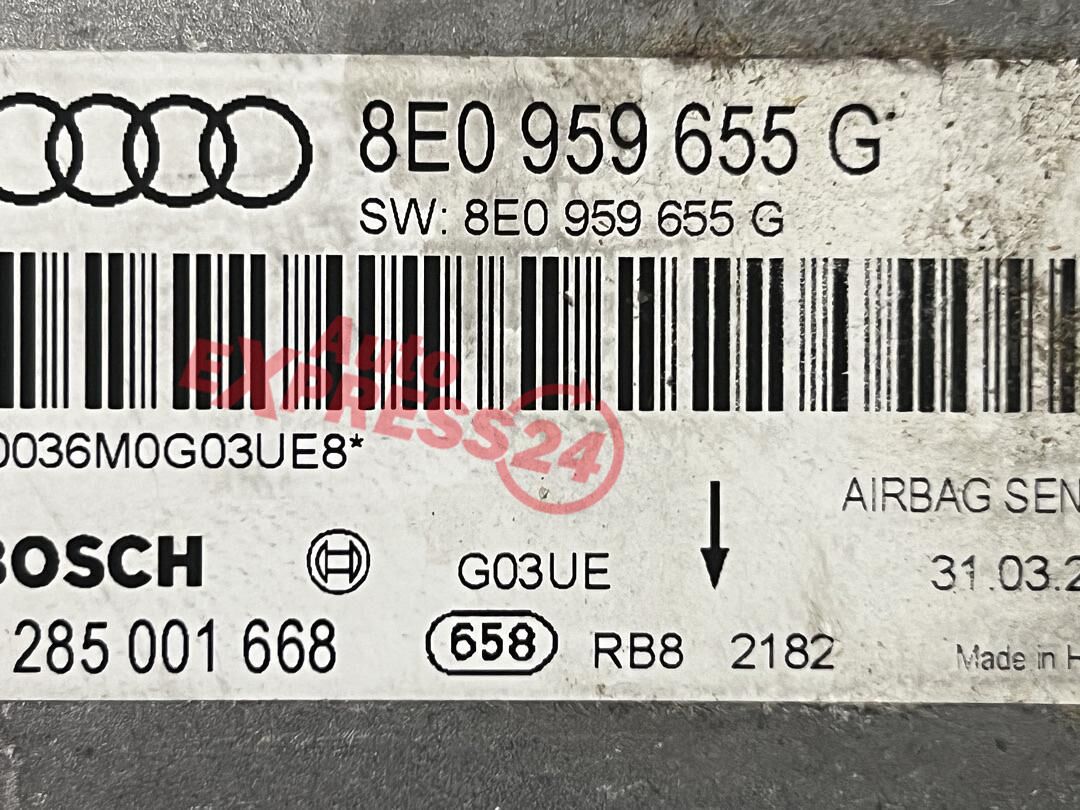 8E0 959 655 G
SW: 8E0 959 655 G
Auto
EXPRESS24
0036M0G03UE8*
AIRBAG SEN
BOSCH
G03UE
31.03.2
285 001 668
658
RB8 2182
Made in H